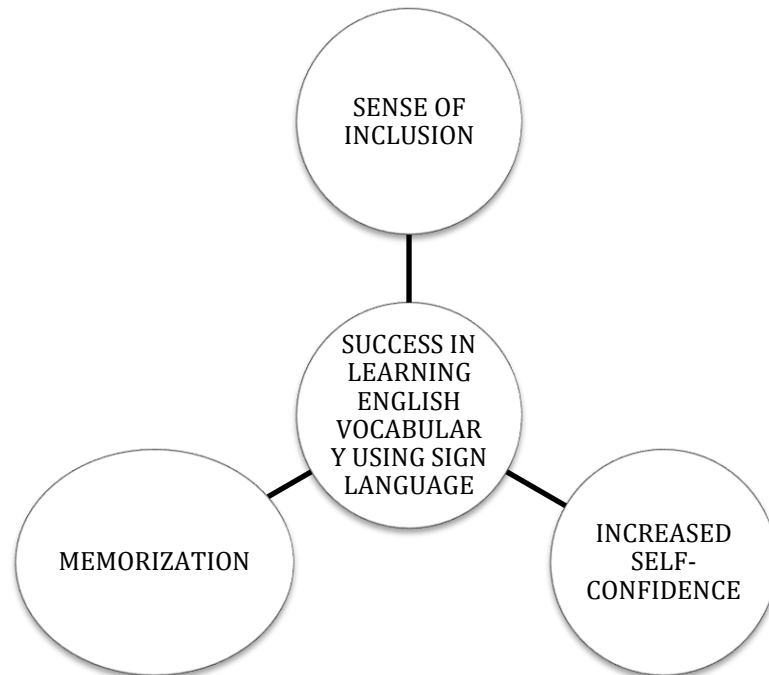 SENSE OF
INCLUSION
SUCCESS IN
LEARNING
ENGLISH
VOCABULAR
Y USING SIGN
LANGUAGE
MEMORIZATION
INCREASED
SELF-
CONFIDENCE